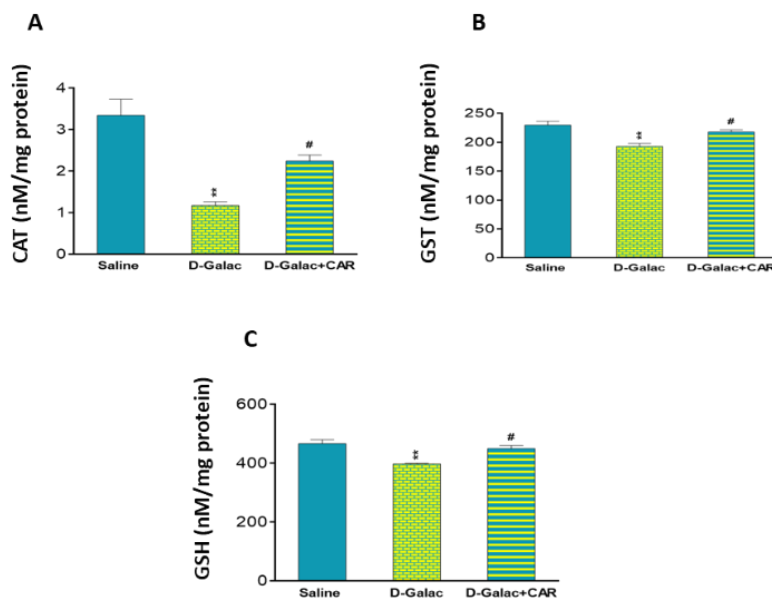 A
CAT (nM/mg protein)
4
3
2
1
0
**
#
Saline D-Galac D-Galac+CAR
B
GST (nM/mg protein)
250
200
150
100
50
0
**
#
Saline D-Galac D-Galac+CAR
C
GSH (nM/mg protein)
600
400
200
0
**
#
Saline D-Galac D-Galac+CAR